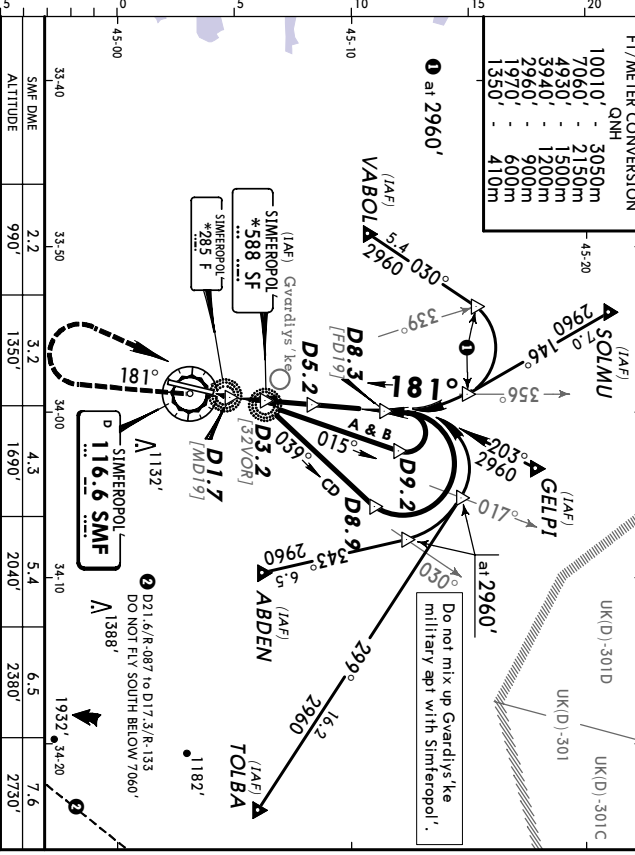 FT/METER CONVERSION
QNH
10010' - 3050m
7060' - 2150m
4930' - 1500m
3940' - 1200m
2960' - 900m
1970' - 600m
1350' - 410m
5
0
5
10
15
20
45-00
45-10
45-20
33-40
33-50
34-00
34-10
34-20
1 at 2960'
(IAF)
VABOL
5.4 030°
2960
339°
1
(IAF)
SOLMU
7.0 146°
2960
356°
(IAF)
GELPI
203°
2960
017°
030°
at 2960'
(IAF)
ABDEN
343°
6.5
2960
(IAF)
TOLBA
299°
16.2
2960
181°
D8.3
[FD19]
D5.2
A & B
015°
D9.2
CD
039°
D8.9
D3.2
[32VOR]
D1.7
[MD19]
Gvardiys'ke
(IAF)
SIMFEROPOL'
*588 SF
SIMFEROPOL'
*285 F
181°
SIMFEROPOL'
D 116.6 SMF
1132'
1388'
1932'
1182'
Do not mix up Gvardiys'ke
military apt with Simferopol'.
2 D21.6/R-087 to D17.3/R-133
DO NOT FLY SOUTH BELOW 7060'
2
UK(D)-301D
UK(D)-301
UK(D)-301C
SMF DME 2.2 3.2 4.3 5.4 6.5 7.6
ALTITUDE 990' 1350' 1690' 2040' 2380' 2730'